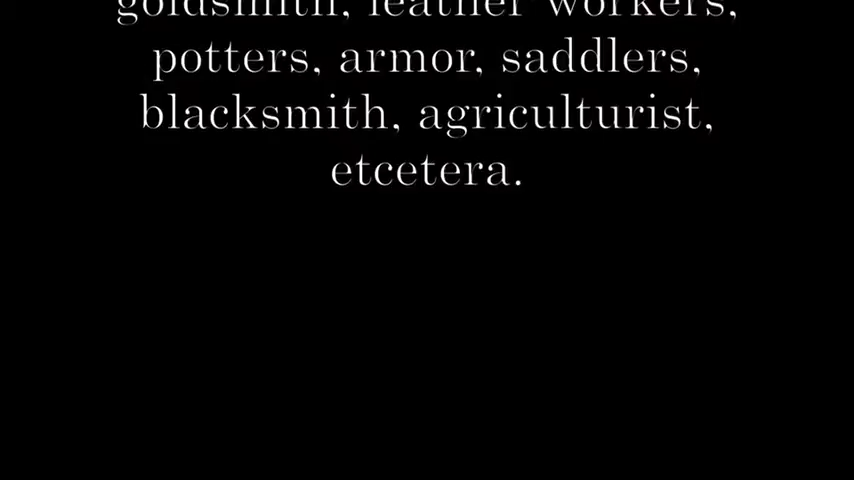 goldsmith, leather workers,
potters, armor, saddlers,
blacksmith, agriculturist,
etcetera.